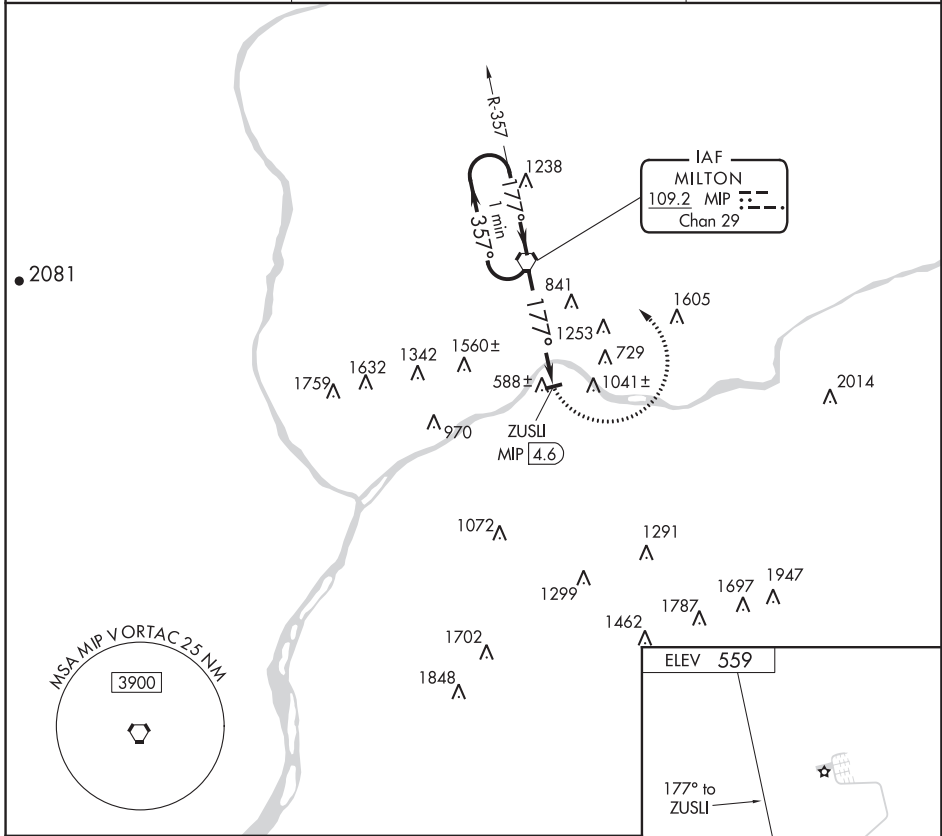 R-357
1238
177°
1 min
357°
IAF
MILTON
109.2 MIP
Chan 29
2081
841
1605
177°
1253
729
1560±
1342
1632
1759
588±
1041±
2014
970
ZUSLI
MIP 4.6
1072
1291
1299
1947
1697
1787
1462
1702
1848
MSA MIP VORTAC 25 NM
3900
ELEV 559
177° to
ZUSLI